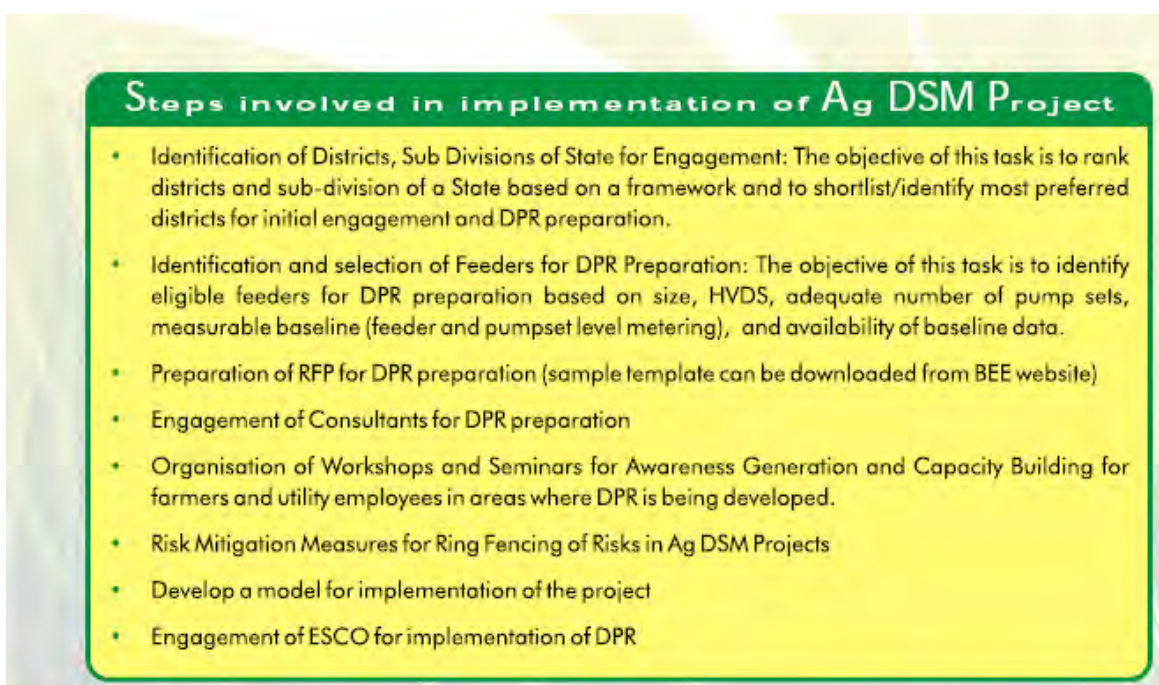 Steps involved in implementation of Ag DSM Project
• Identification of Districts, Sub Divisions of State for Engagement: The objective of this task is to rank
districts and sub-division of a State based on a framework and to shortlist/identify most preferred
districts for initial engagement and DPR preparation.
• Identification and selection of Feeders for DPR Preparation: The objective of this task is to identify
eligible feeders for DPR preparation based on size, HVDS, adequate number of pump sets,
measurable baseline (feeder and pumpset level metering), and availability of baseline data.
• Preparation of RFP for DPR preparation (sample template can be downloaded from BEE website)
• Engagement of Consultants for DPR preparation
• Organisation of Workshops and Seminars for Awareness Generation and Capacity Building for
farmers and utility employees in areas where DPR is being developed.
• Risk Mitigation Measures for Ring Fencing of Risks in Ag DSM Projects
• Develop a model for implementation of the project
• Engagement of ESCO for implementation of DPR